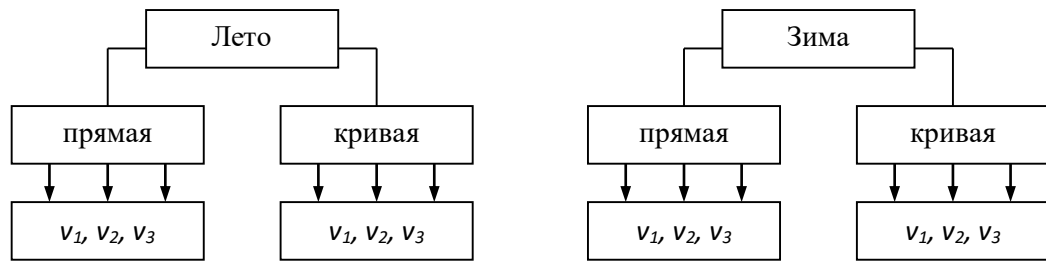 Лето Зима
прямая кривая прямая кривая
v₁, v₂, v₃ v₁, v₂, v₃ v₁, v₂, v₃ v₁, v₂, v₃